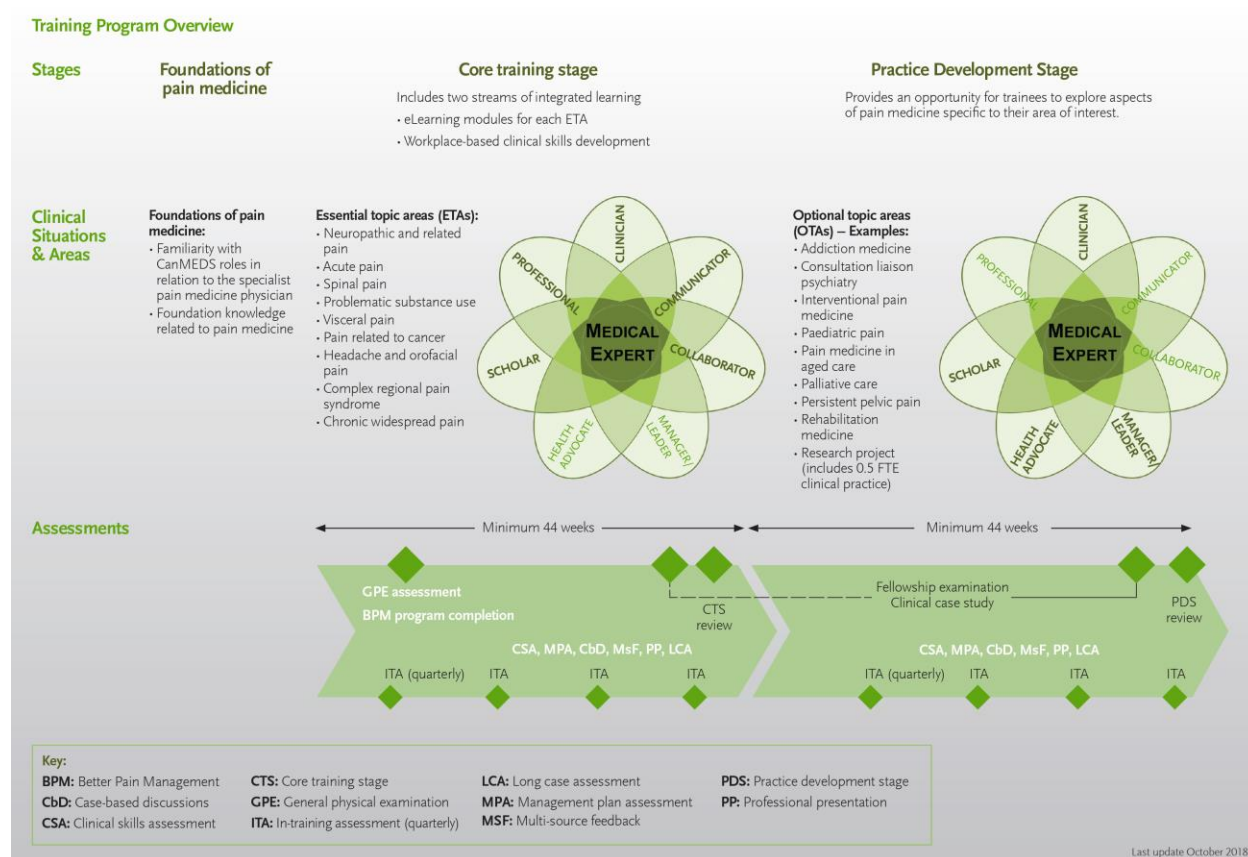 Training Program Overview
Stages
Foundations of
pain medicine
Core training stage
Includes two streams of integrated learning
• eLearning modules for each ETA
• Workplace-based clinical skills development
Practice Development Stage
Provides an opportunity for trainees to explore aspects
of pain medicine specific to their area of interest.
Clinical
Situations
& Areas
Foundations of pain
medicine:
• Familiarity with
CanMEDS roles in
relation to the specialist
pain medicine physician
• Foundation knowledge
related to pain medicine
Essential topic areas (ETAs):
• Neuropathic and related
pain
• Acute pain
• Spinal pain
• Problematic substance use
• Visceral pain
• Pain related to cancer
• Headache and orofacial
pain
• Complex regional pain
syndrome
• Chronic widespread pain
CLINICIAN
PROFESSIONAL
COMMUNICATOR
MEDICAL
EXPERT
SCHOLAR
COLLABORATOR
HEALTH
ADVOCATE
MANAGER/
LEADER
Optional topic areas
(OTAs) – Examples:
• Addiction medicine
• Consultation liaison
psychiatry
• Interventional pain
medicine
• Paediatric pain
• Pain medicine in
aged care
• Palliative care
• Persistent pelvic pain
• Rehabilitation
medicine
• Research project
(includes 0.5 FTE
clinical practice)
CLINICIAN
PROFESSIONAL
COMMUNICATOR
MEDICAL
EXPERT
SCHOLAR
COLLABORATOR
HEALTH
ADVOCATE
MANAGER/
LEADER
Assessments
Minimum 44 weeks
Minimum 44 weeks
GPE assessment
BPM program completion
CTS
review
Fellowship examination
Clinical case study
PDS
review
CSA, MPA, CbD, MsF, PP, LCA
CSA, MPA, CbD, MsF, PP, LCA
ITA (quarterly)
ITA
ITA
ITA
ITA (quarterly)
ITA
ITA
ITA
Key:
BPM: Better Pain Management
CbD: Case-based discussions
CSA: Clinical skills assessment
CTS: Core training stage
GPE: General physical examination
ITA: In-training assessment (quarterly)
LCA: Long case assessment
MPA: Management plan assessment
MSF: Multi-source feedback
PDS: Practice development stage
PP: Professional presentation
Last update October 2018